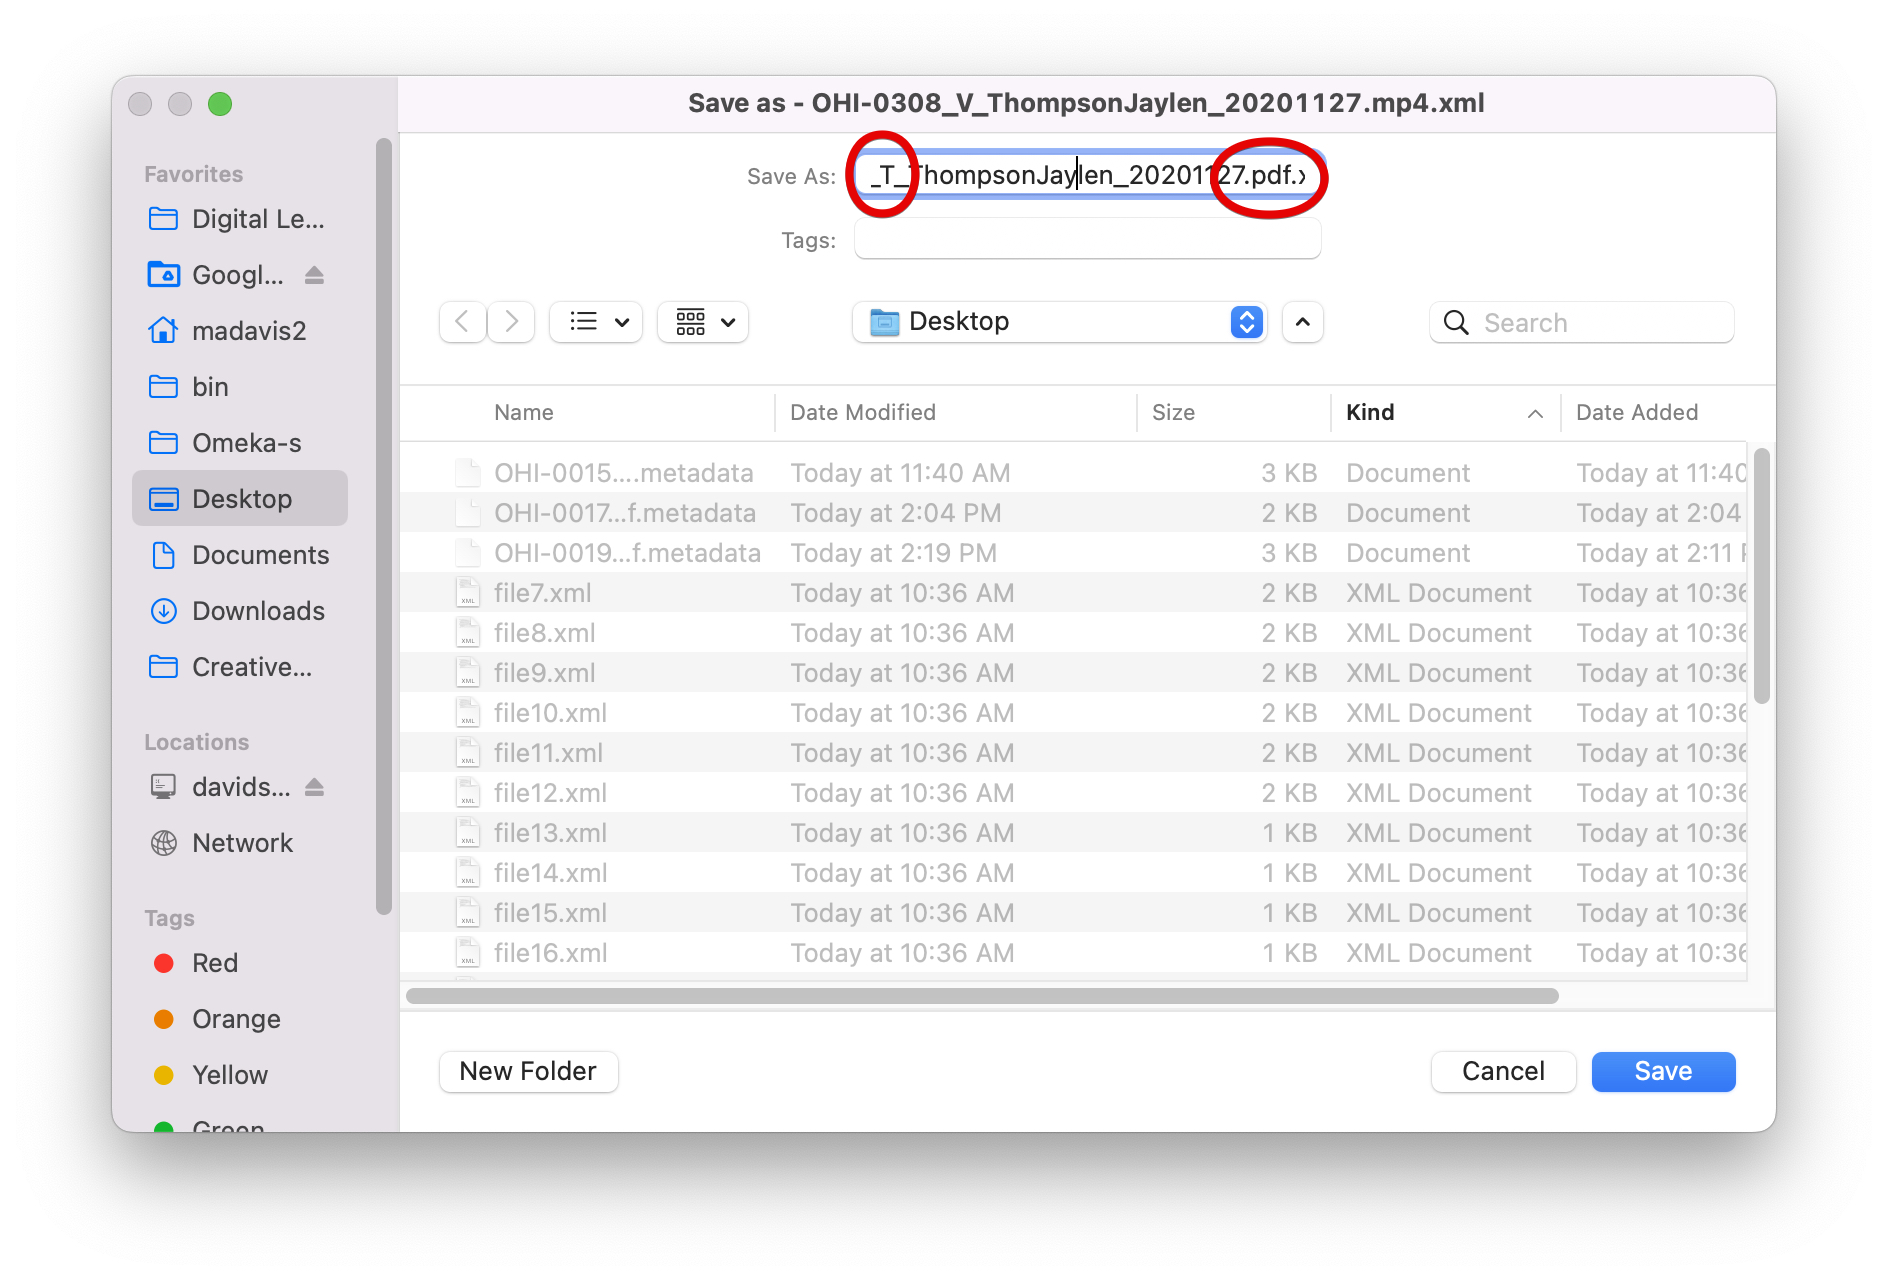 Save as - OHI-0308_V_ThompsonJaylen_20201127.mp4.xml
Save As: _T_ThompsonJaylen_20201127.pdf.x
Tags:
Desktop
Search
Favorites
Digital Le...
Googl...
madavis2
bin
Omeka-s
Desktop
Documents
Downloads
Creative...
Locations
davids...
Network
Tags
Red
Orange
Yellow
Green
Name Date Modified Size Kind Date Added
OHI-0015....metadata Today at 11:40 AM 3 KB Document Today at 11:40
OHI-0017...f.metadata Today at 2:04 PM 2 KB Document Today at 2:04
OHI-0019...f.metadata Today at 2:19 PM 3 KB Document Today at 2:11 P
file7.xml Today at 10:36 AM 2 KB XML Document Today at 10:36
file8.xml Today at 10:36 AM 2 KB XML Document Today at 10:36
file9.xml Today at 10:36 AM 2 KB XML Document Today at 10:36
file10.xml Today at 10:36 AM 2 KB XML Document Today at 10:36
file11.xml Today at 10:36 AM 2 KB XML Document Today at 10:36
file12.xml Today at 10:36 AM 2 KB XML Document Today at 10:36
file13.xml Today at 10:36 AM 1 KB XML Document Today at 10:36
file14.xml Today at 10:36 AM 1 KB XML Document Today at 10:36
file15.xml Today at 10:36 AM 1 KB XML Document Today at 10:36
file16.xml Today at 10:36 AM 1 KB XML Document Today at 10:36
New Folder Cancel Save